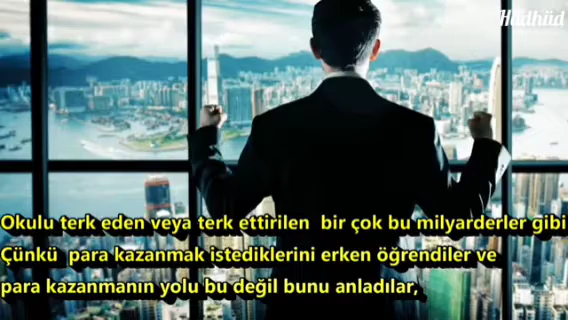 Hüdhüd
Okulu terk eden veya terk ettirilen bir çok bu milyarderler gibi
Çünkü para kazanmak istediklerini erken öğrendiler ve
para kazanmanın yolu bu değil bunu anladılar,